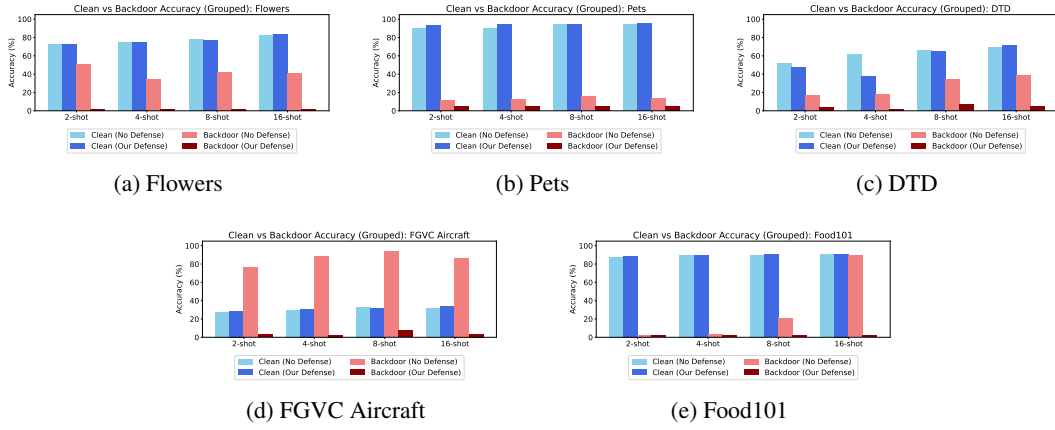 Clean vs Backdoor Accuracy (Grouped): Flowers
Accuracy (%)
100
80
60
40
20
0
2-shot 4-shot 8-shot 16-shot
Clean (No Defense) Backdoor (No Defense)
Clean (Our Defense) Backdoor (Our Defense)
(a) Flowers
Clean vs Backdoor Accuracy (Grouped): Pets
Accuracy (%)
100
80
60
40
20
0
2-shot 4-shot 8-shot 16-shot
Clean (No Defense) Backdoor (No Defense)
Clean (Our Defense) Backdoor (Our Defense)
(b) Pets
Clean vs Backdoor Accuracy (Grouped): DTD
Accuracy (%)
100
80
60
40
20
0
2-shot 4-shot 8-shot 16-shot
Clean (No Defense) Backdoor (No Defense)
Clean (Our Defense) Backdoor (Our Defense)
(c) DTD
Clean vs Backdoor Accuracy (Grouped): FGVC Aircraft
Accuracy (%)
100
80
60
40
20
0
2-shot 4-shot 8-shot 16-shot
Clean (No Defense) Backdoor (No Defense)
Clean (Our Defense) Backdoor (Our Defense)
(d) FGVC Aircraft
Clean vs Backdoor Accuracy (Grouped): Food101
Accuracy (%)
100
80
60
40
20
0
2-shot 4-shot 8-shot 16-shot
Clean (No Defense) Backdoor (No Defense)
Clean (Our Defense) Backdoor (Our Defense)
(e) Food101